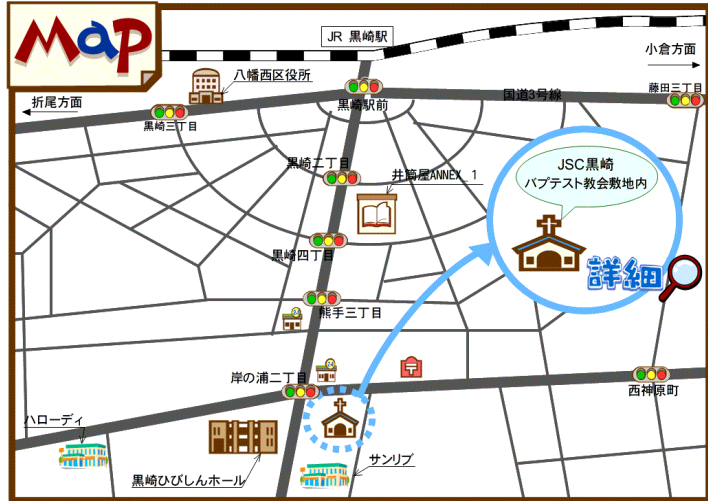 Map
JR 黒崎駅
小倉方面
八幡西区役所
藤田三丁目
国道3号線
折尾方面
黒崎駅前
黒崎三丁目
JSC黒崎
バプテスト教会敷地内
黒崎二丁目
井筒屋ANNEX_1
黒崎四丁目
詳細
熊手三丁目
24
24
〒
岸の浦二丁目
西神原町
ハローディ
サンリブ
黒崎ひびしんホール